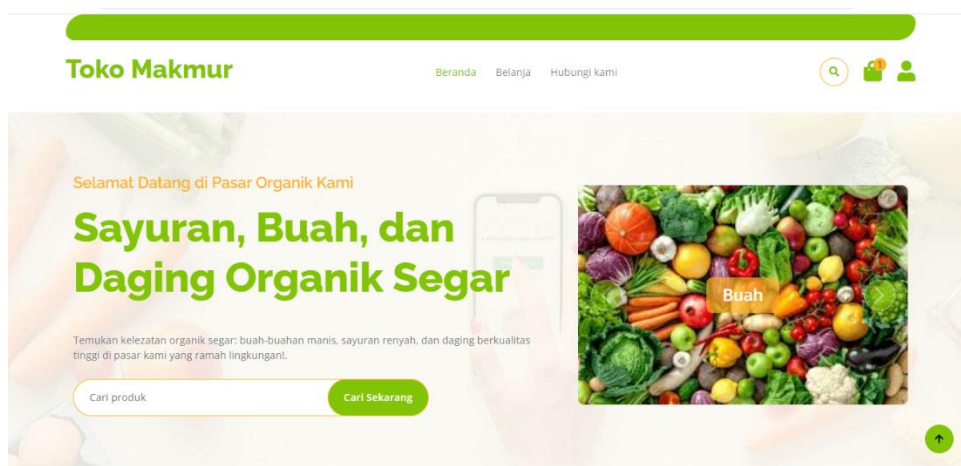 Toko Makmur
Beranda Belanja Hubungi kami
1
Selamat Datang di Pasar Organik Kami
Sayuran, Buah, dan
Daging Organik Segar
Buah
Temukan kelezatan organik segar: buah-buahan manis, sayuran renyah, dan daging berkualitas
tinggi di pasar kami yang ramah lingkungan!.
Cari produk
Cari Sekarang